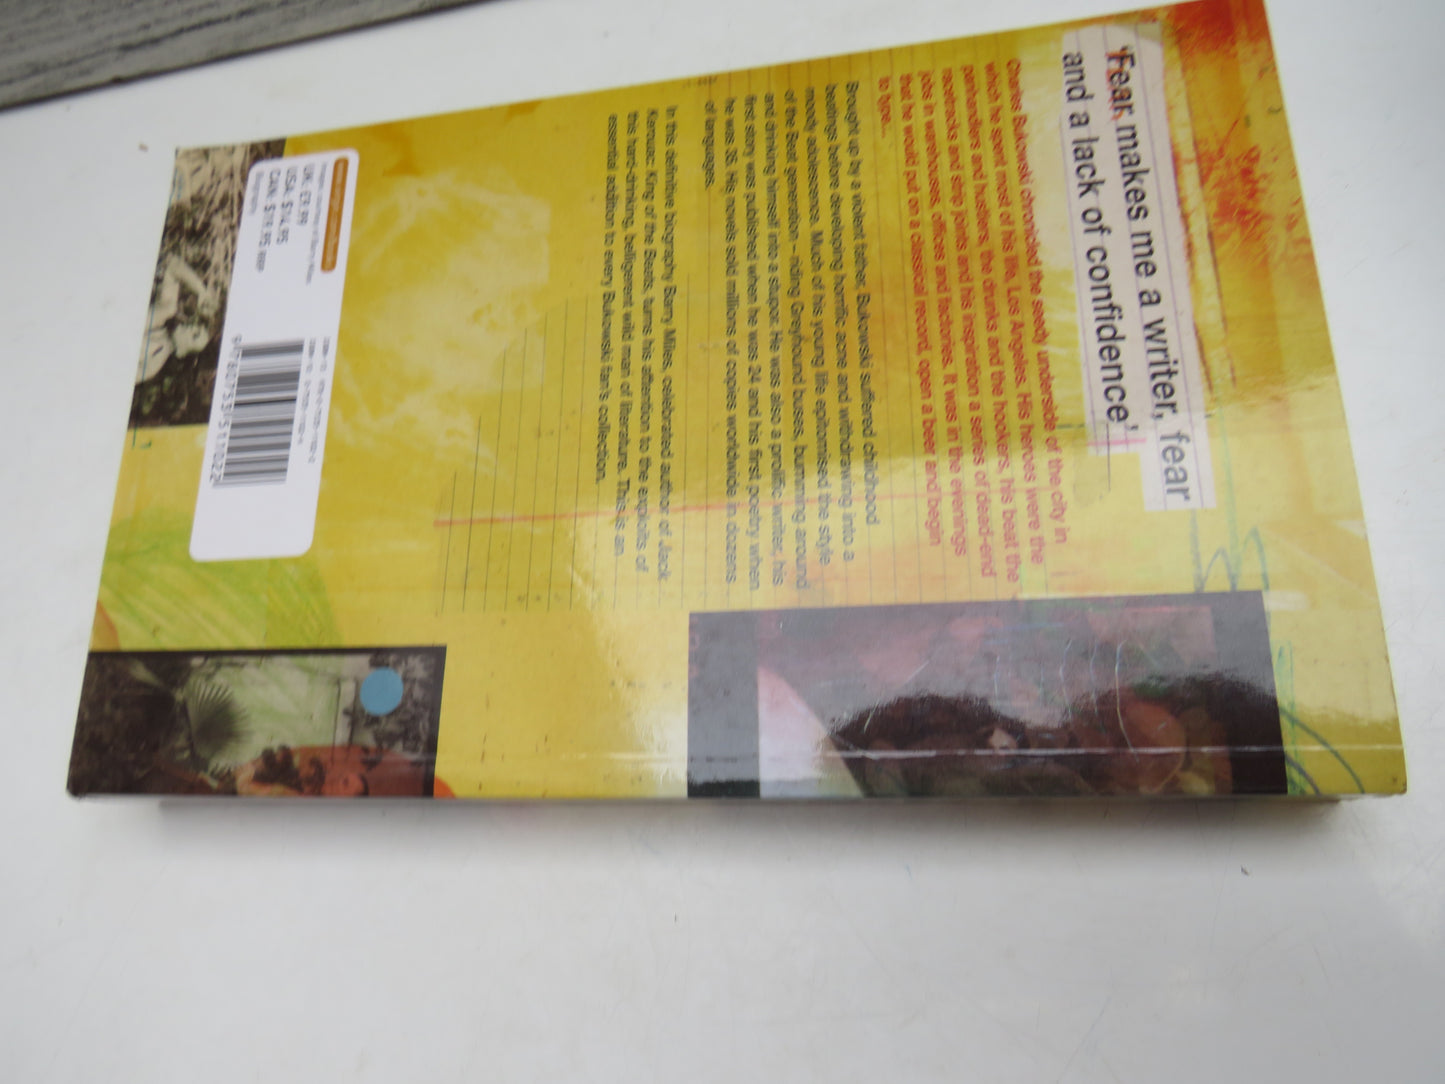 'Fear makes me a writer, fear
and a lack of confidence'
Charles Bukowski chronicled the seedy underside of the city in
which he spent most of his life, Los Angeles. His heroes were the
panhandlers and hustlers, the drunks and the hookers, his beat the
racetracks and strip joints and his inspiration a series of dead-end
jobs in warehouses, offices and factories. It was in the evenings
that he would put on a classical record, open a beer and begin
to type...
Brought up by a violent father, Bukowski suffered childhood
beatings before developing horrific acne and withdrawing into a
moody adolescence. Much of his young life epitomised the style
of the Beat generation – riding Greyhound buses, bumming around
and drinking himself into a stupor. He was also a prolific writer, his
first story was published when he was 24 and his first poetry when
he was 35. His novels sold millions of copies worldwide in dozens
of languages.
In this definitive biography Barry Miles, celebrated author of Jack
Kerouac: King of the Beats, turns his attention to the exploits of
this hard-drinking, belligerent wild man of literature. This is an
essential addition to every Bukowski fan's collection.
UK: £7.99
USA: $14.95
CAN: $19.95